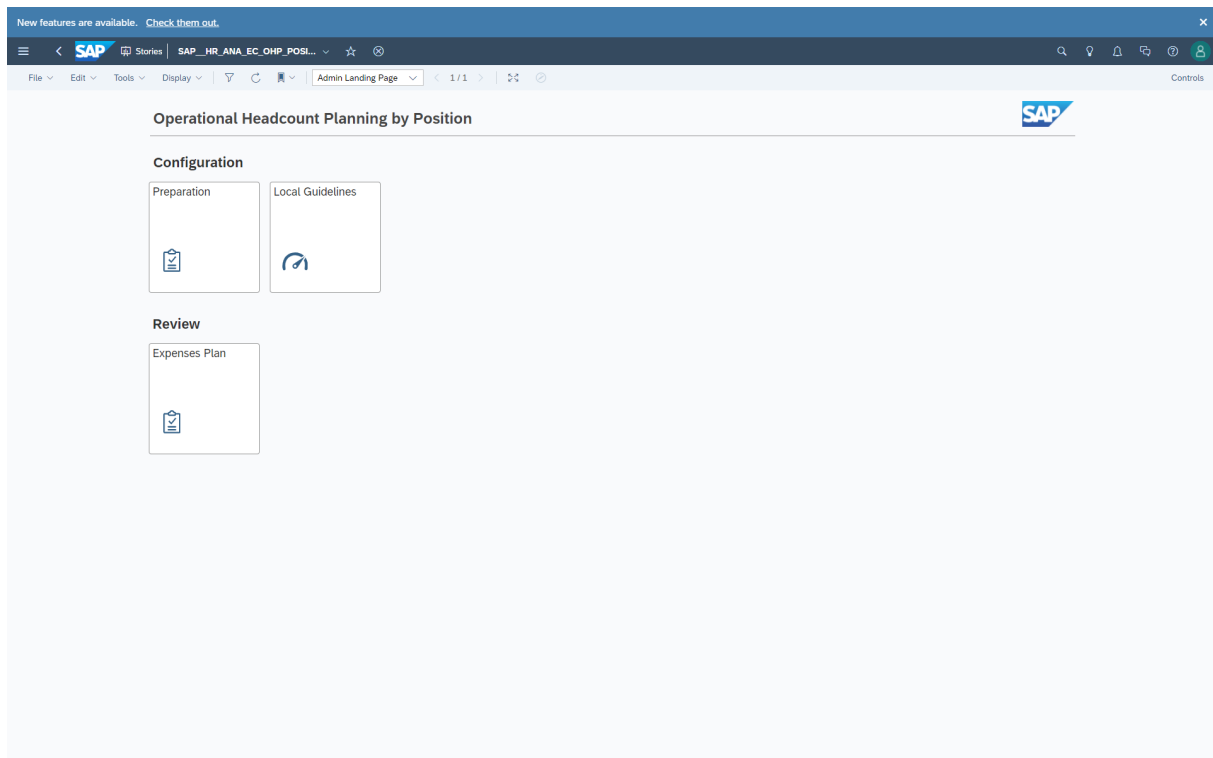 New features are available. Check them out.
SAP Stories SAP__HR_ANA_EC_OHP_POSI...
File Edit Tools Display Admin Landing Page 1 / 1 Controls
Operational Headcount Planning by Position SAP
Configuration
Preparation Local Guidelines
Review
Expenses Plan